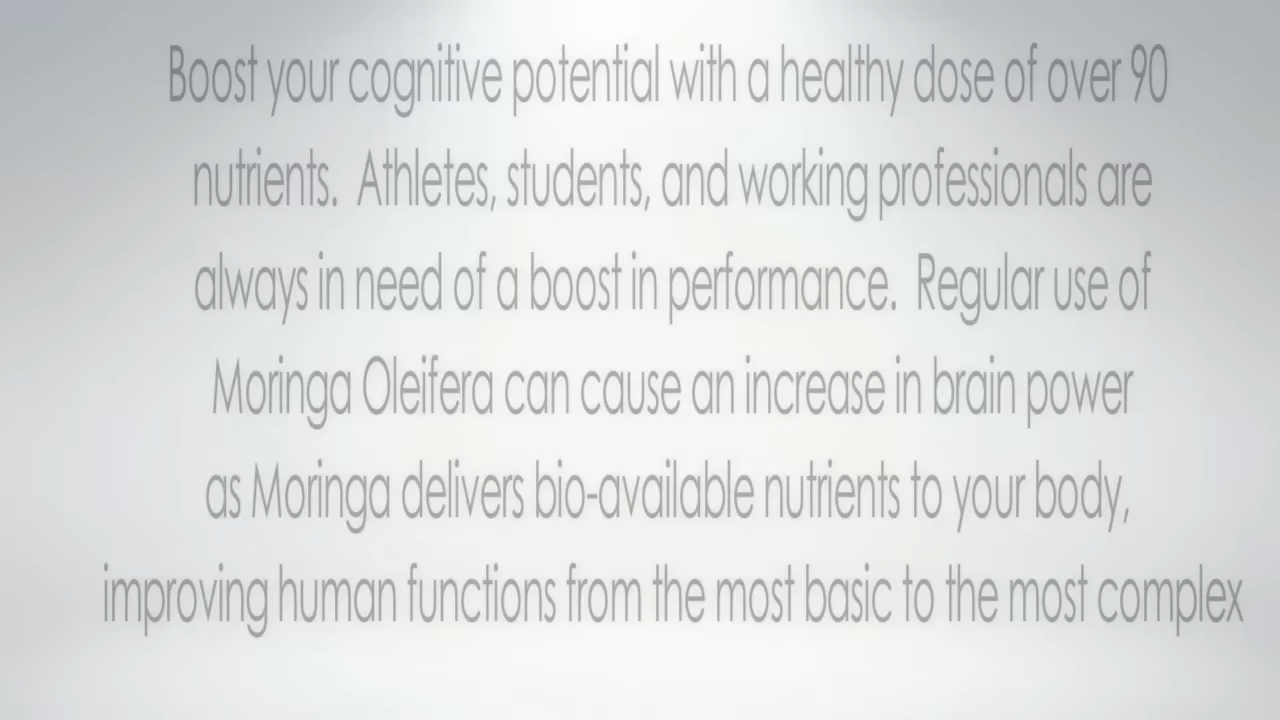 Boost your cognitive potential with a healthy dose of over 90
nutrients.  Athletes, students, and working professionals are
always in need of a boost in performance.  Regular use of
Moringa Oleifera can cause an increase in brain power
as Moringa delivers bio-available nutrients to your body,
improving human functions from the most basic to the most complex